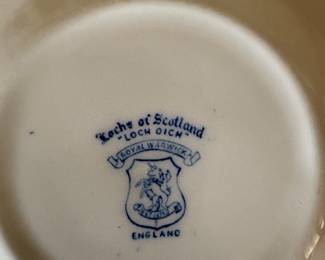 Lochs of Scotland
"LOCH OICH"
ROYAL WARWICK
ENGLAND